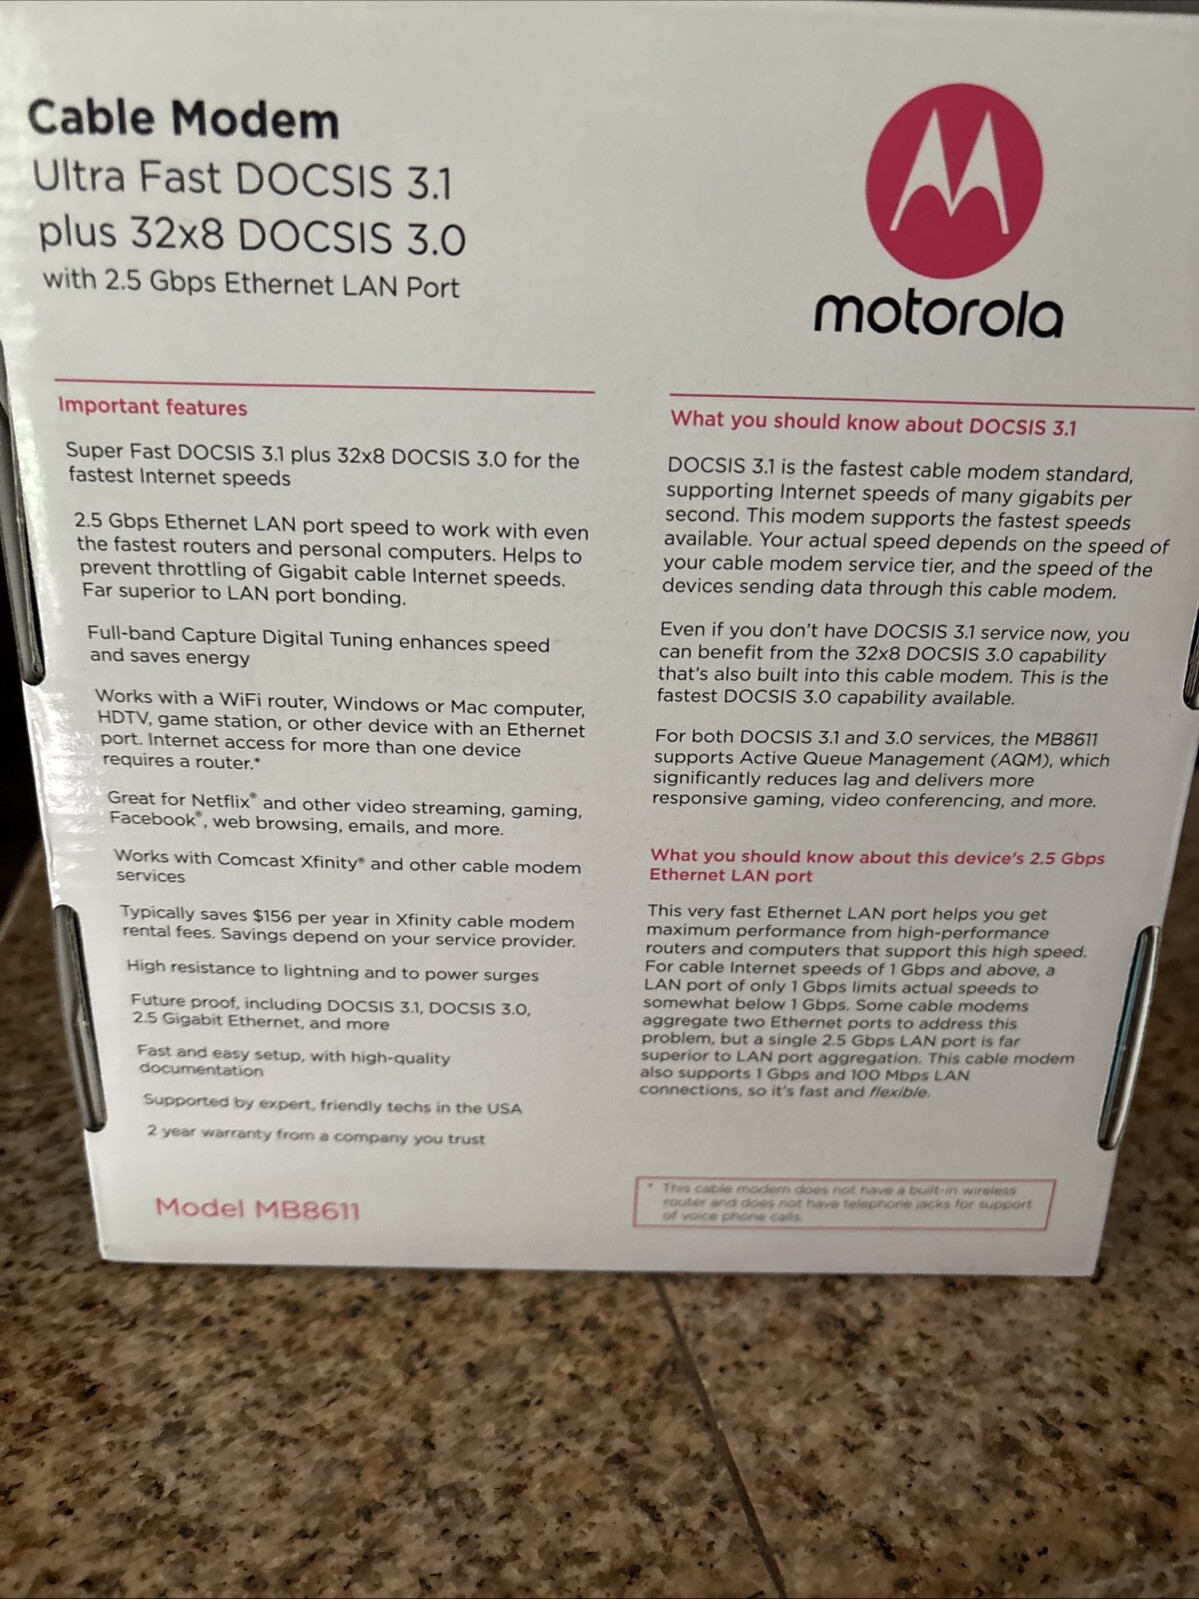 Cable Modem
Ultra Fast DOCSIS 3.1
plus 32x8 DOCSIS 3.0
with 2.5 Gbps Ethernet LAN Port
motorola
Important features
Super Fast DOCSIS 3.1 plus 32x8 DOCSIS 3.0 for the
fastest Internet speeds
2.5 Gbps Ethernet LAN port speed to work with even
the fastest routers and personal computers. Helps to
prevent throttling of Gigabit cable Internet speeds.
Far superior to LAN port bonding.
Full-band Capture Digital Tuning enhances speed
and saves energy
Works with a WiFi router, Windows or Mac computer,
HDTV, game station, or other device with an Ethernet
port. Internet access for more than one device
requires a router.*
Great for Netflix® and other video streaming, gaming,
Facebook®, web browsing, emails, and more.
Works with Comcast Xfinity® and other cable modem
services
Typically saves $156 per year in Xfinity cable modem
rental fees. Savings depend on your service provider.
High resistance to lightning and to power surges
Future proof, including DOCSIS 3.1, DOCSIS 3.0,
2.5 Gigabit Ethernet, and more
Fast and easy setup, with high-quality
documentation
Supported by expert, friendly techs in the USA
2 year warranty from a company you trust
Model MB8611
What you should know about DOCSIS 3.1
DOCSIS 3.1 is the fastest cable modem standard,
supporting Internet speeds of many gigabits per
second. This modem supports the fastest speeds
available. Your actual speed depends on the speed of
your cable modem service tier, and the speed of the
devices sending data through this cable modem.
Even if you don't have DOCSIS 3.1 service now, you
can benefit from the 32x8 DOCSIS 3.0 capability
that's also built into this cable modem. This is the
fastest DOCSIS 3.0 capability available.
For both DOCSIS 3.1 and 3.0 services, the MB8611
supports Active Queue Management (AQM), which
significantly reduces lag and delivers more
responsive gaming, video conferencing, and more.
What you should know about this device's 2.5 Gbps
Ethernet LAN port
This very fast Ethernet LAN port helps you get
maximum performance from high-performance
routers and computers that support this high speed.
For cable Internet speeds of 1 Gbps and above, a
LAN port of only 1 Gbps limits actual speeds to
somewhat below 1 Gbps. Some cable modems
aggregate two Ethernet ports to address this
problem, but a single 2.5 Gbps LAN port is far
superior to LAN port aggregation. This cable modem
also supports 1 Gbps and 100 Mbps LAN
connections, so it's fast and flexible.
* This cable modem does not have a built-in wireless
router and does not have telephone jacks for support
of voice phone calls.